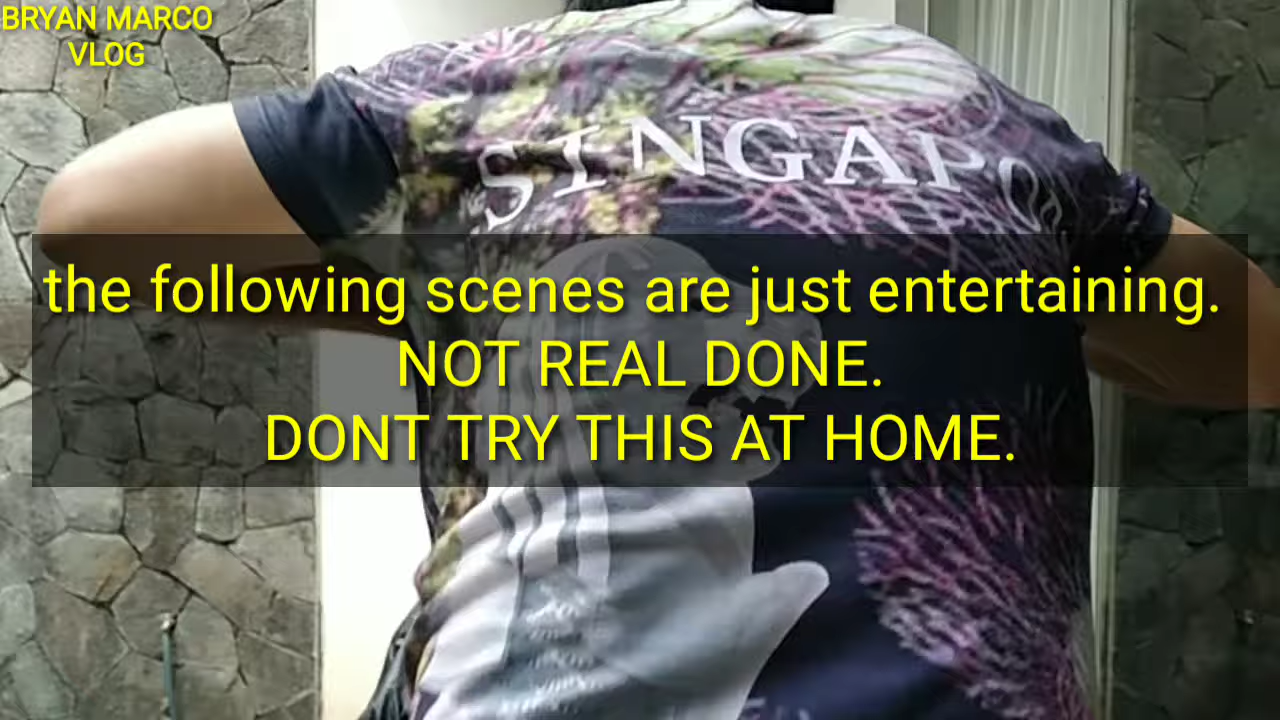 BRYAN MARCO
VLOG
SINGAPO
the following scenes are just entertaining.
NOT REAL DONE.
DONT TRY THIS AT HOME.